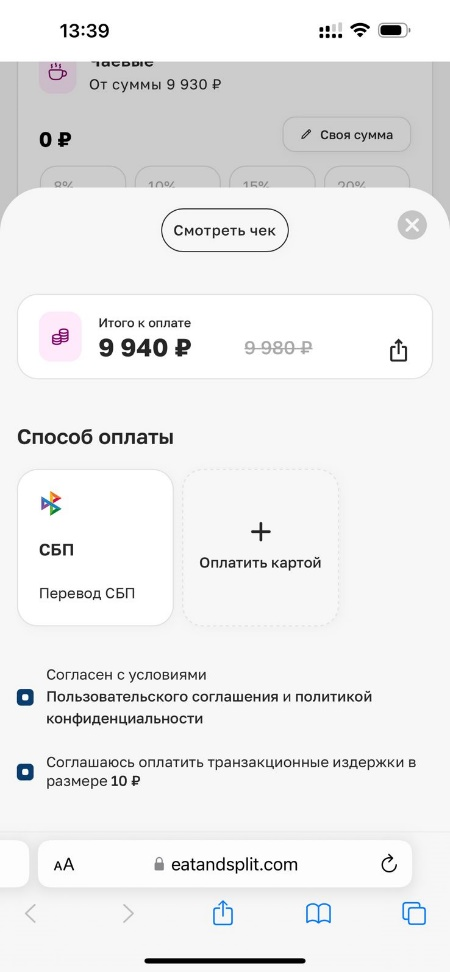 13:39
Чаевые
От суммы 9 930 ₽
0 ₽
Своя сумма
8%
10%
15%
20%
Смотреть чек
Итого к оплате
9 940 ₽ 9 980 ₽
Способ оплаты
СБП
Перевод СБП
Оплатить картой
Согласен с условиями
Пользовательского соглашения и политикой
конфиденциальности
Соглашаюсь оплатить транзакционные издержки в
размере 10 ₽
AA
eatandsplit.com